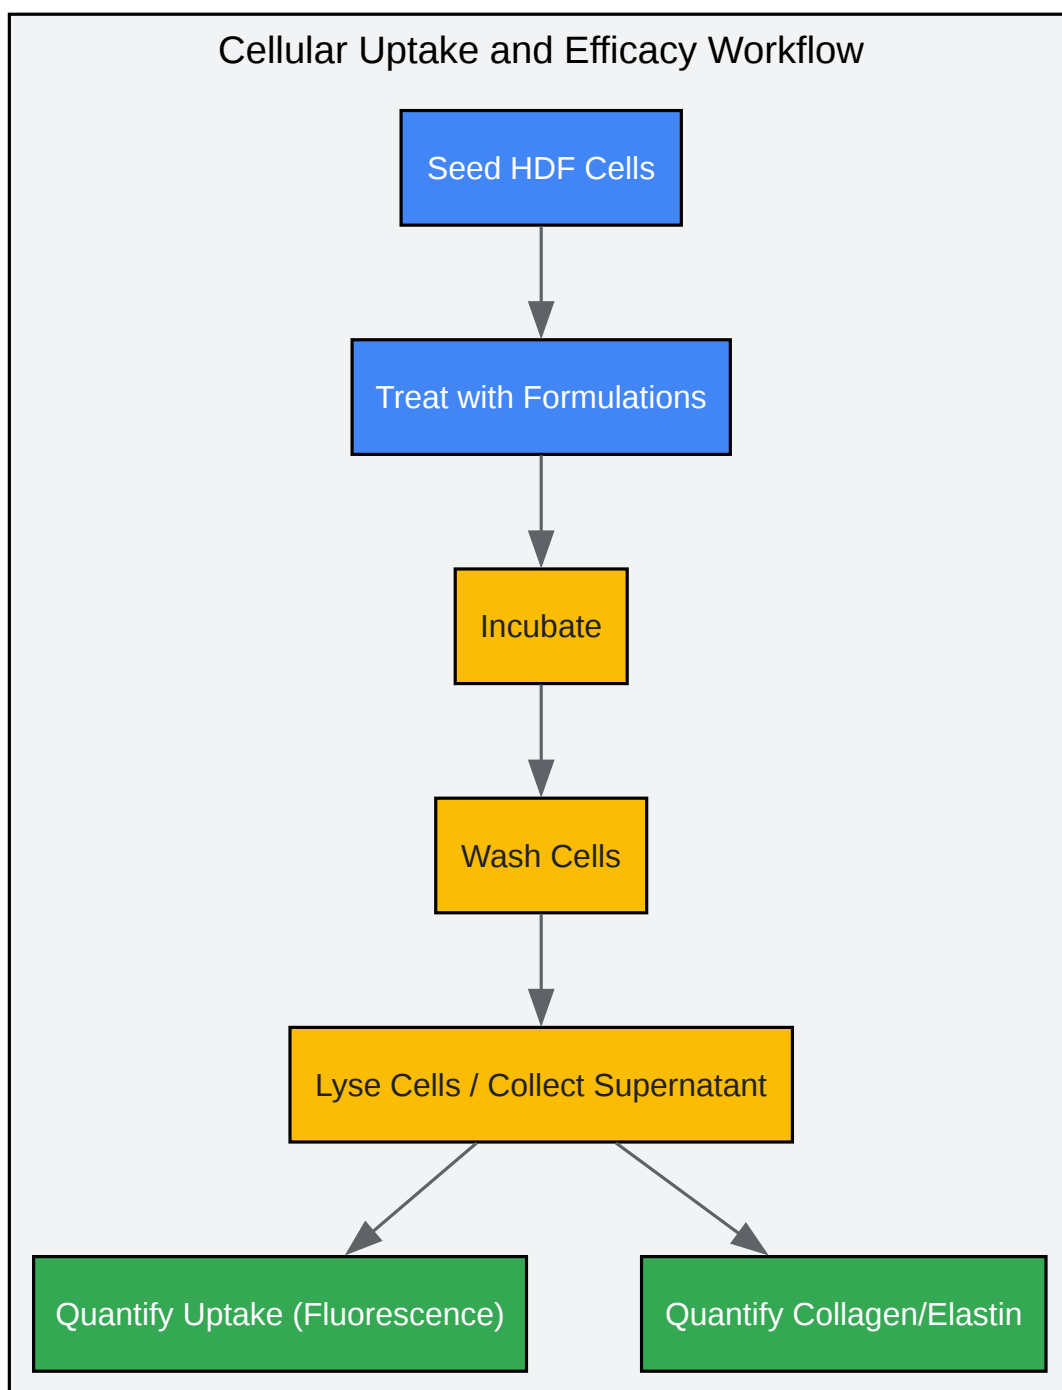 Cellular Uptake and Efficacy Workflow
Seed HDF Cells
Treat with Formulations
Incubate
Wash Cells
Lyse Cells / Collect Supernatant
Quantify Uptake (Fluorescence)
Quantify Collagen/Elastin